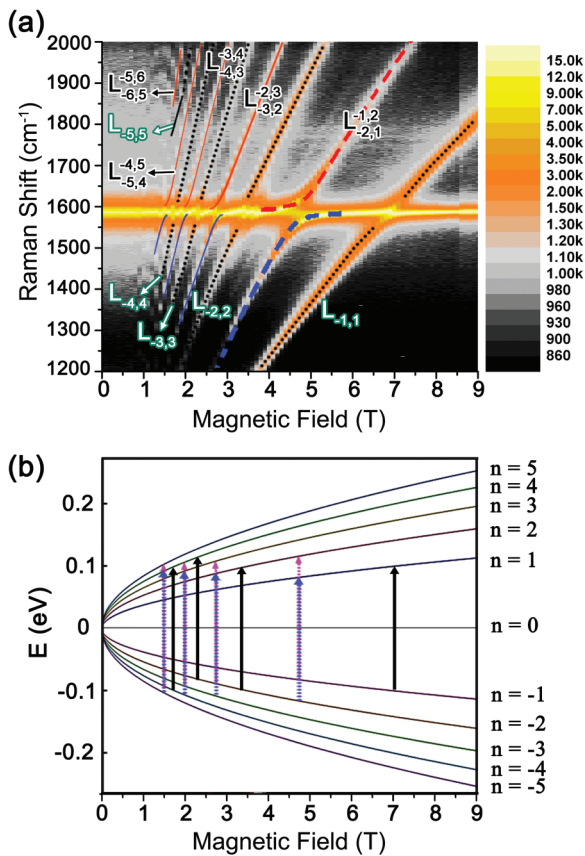 (a)
2000
1900
1800
1700
1600
1500
1400
1300
1200
Raman Shift (cm⁻¹)
L-5,6
-6,5
L-5,5
L-4,5
-5,4
L-3,4
-4,3
L-2,3
-3,2
L-1,2
-2,1
L-4,4
L-3,3
L-2,2
L-1,1
0 1 2 3 4 5 6 7 8 9
Magnetic Field (T)
15.0k
12.0k
9.00k
7.00k
5.00k
4.00k
3.50k
3.00k
2.00k
1.50k
1.30k
1.20k
1.10k
1.00k
980
960
930
900
860
(b)
0.2
0.1
0
-0.1
-0.2
E (eV)
n = 5
n = 4
n = 3
n = 2
n = 1
n = 0
n = -1
n = -2
n = -3
n = -4
n = -5
0 1 2 3 4 5 6 7 8 9
Magnetic Field (T)